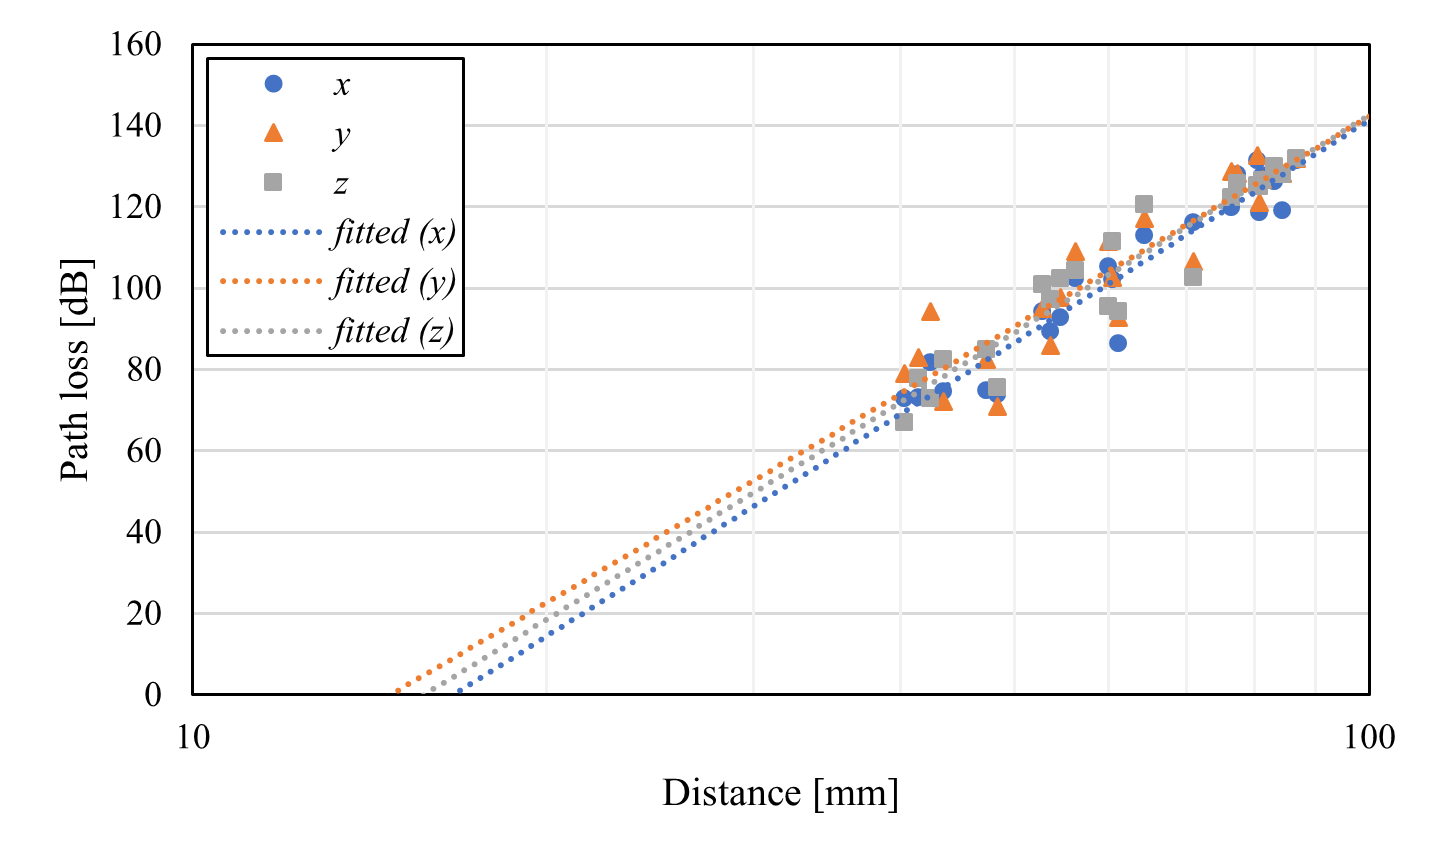 160
140
120
100
80
60
40
20
0
Path loss [dB]
x
y
z
fitted (x)
fitted (y)
fitted (z)
10
100
Distance [mm]